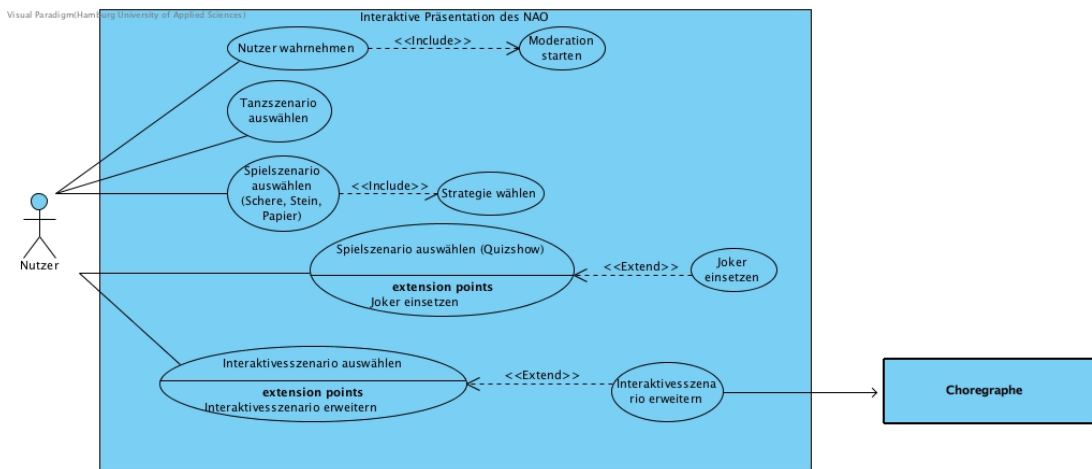 Visual Paradigm(Hamburg University of Applied Sciences)
Interaktive Präsentation des NAO
Nutzer wahrnehmen
<<Include>>
Moderation
starten
Tanzszenario
auswählen
Spielszenario
auswählen
(Schere, Stein,
Papier)
<<Include>>
Strategie wählen
Nutzer
Spielszenario auswählen (Quizshow)
extension points
Joker einsetzen
<<Extend>>
Joker
einsetzen
Interaktivesszenario auswählen
extension points
Interaktivesszenario erweitern
<<Extend>>
Interaktivesszena
rio erweitern
Choregraphe